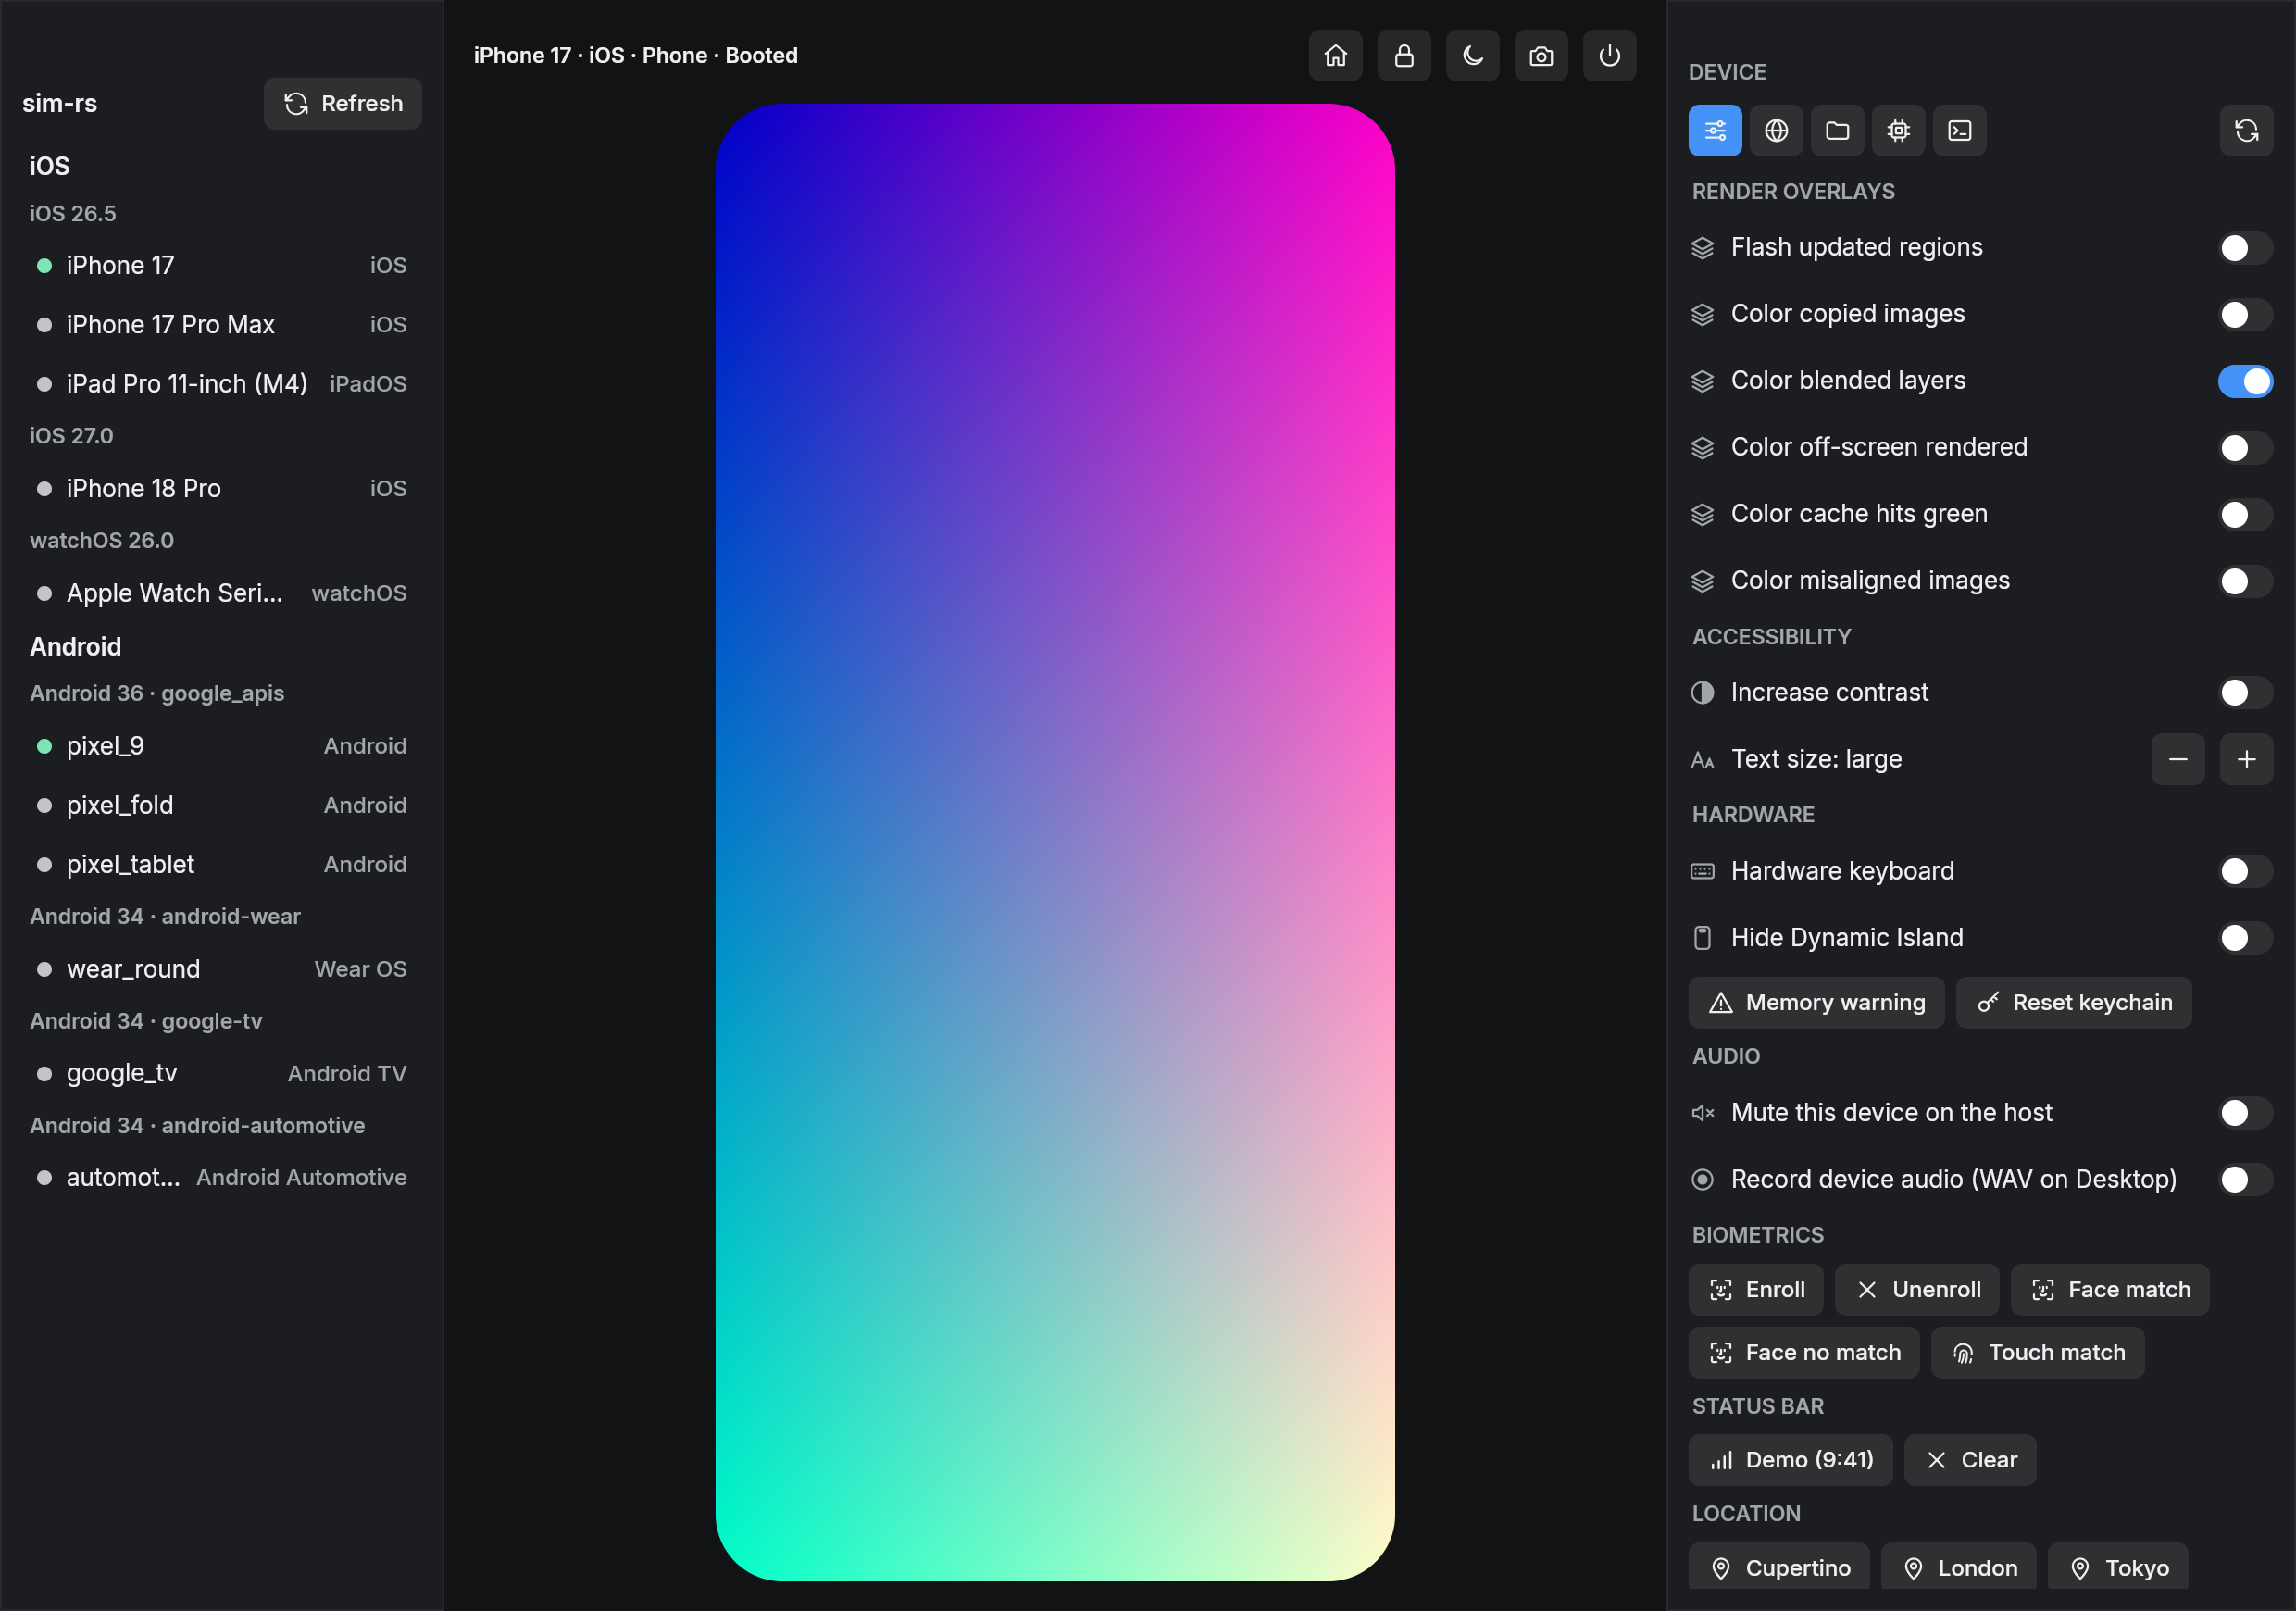 sim-rs
Refresh
iOS
iOS 26.5
iPhone 17 iOS
iPhone 17 Pro Max iOS
iPad Pro 11-inch (M4) iPadOS
iOS 27.0
iPhone 18 Pro iOS
watchOS 26.0
Apple Watch Seri... watchOS
Android
Android 36 · google_apis
pixel_9 Android
pixel_fold Android
pixel_tablet Android
Android 34 · android-wear
wear_round Wear OS
Android 34 · google-tv
google_tv Android TV
Android 34 · android-automotive
automot... Android Automotive
iPhone 17 · iOS · Phone · Booted
DEVICE
RENDER OVERLAYS
Flash updated regions
Color copied images
Color blended layers
Color off-screen rendered
Color cache hits green
Color misaligned images
ACCESSIBILITY
Increase contrast
Text size: large
HARDWARE
Hardware keyboard
Hide Dynamic Island
Memory warning Reset keychain
AUDIO
Mute this device on the host
Record device audio (WAV on Desktop)
BIOMETRICS
Enroll Unenroll Face match
Face no match Touch match
STATUS BAR
Demo (9:41) Clear
LOCATION
Cupertino London Tokyo